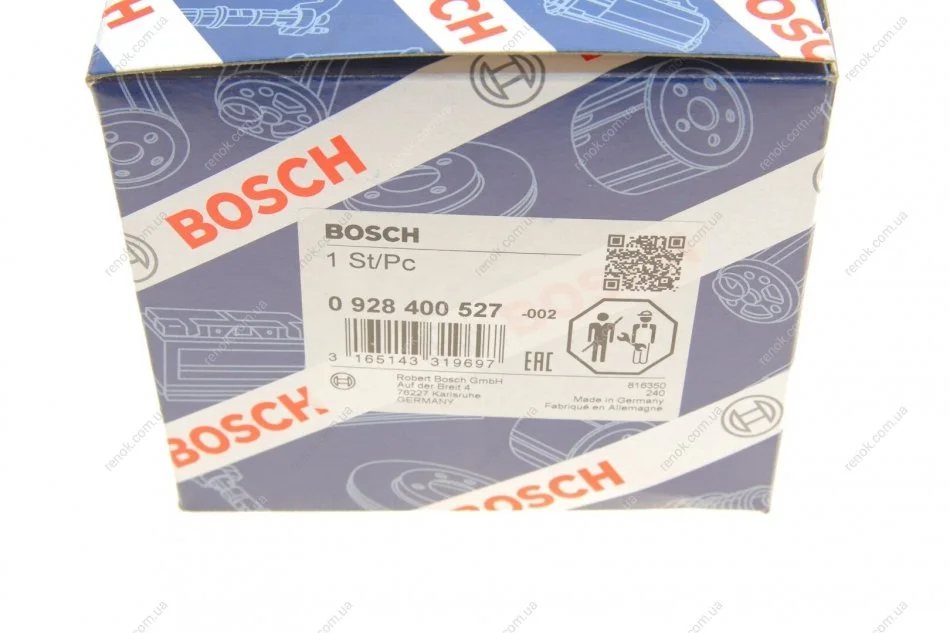 BOSCH
BOSCH
1 St/Pc
0 928 400 527 -002
3 165143 319697
EAC
Robert Bosch GmbH
Auf der Breit 4
76227 Karlsruhe
GERMANY
816350
240
Made in Germany
Fabriqué en Allemagne
BOSCH
BOSCH
BOSCH
renok.com.ua